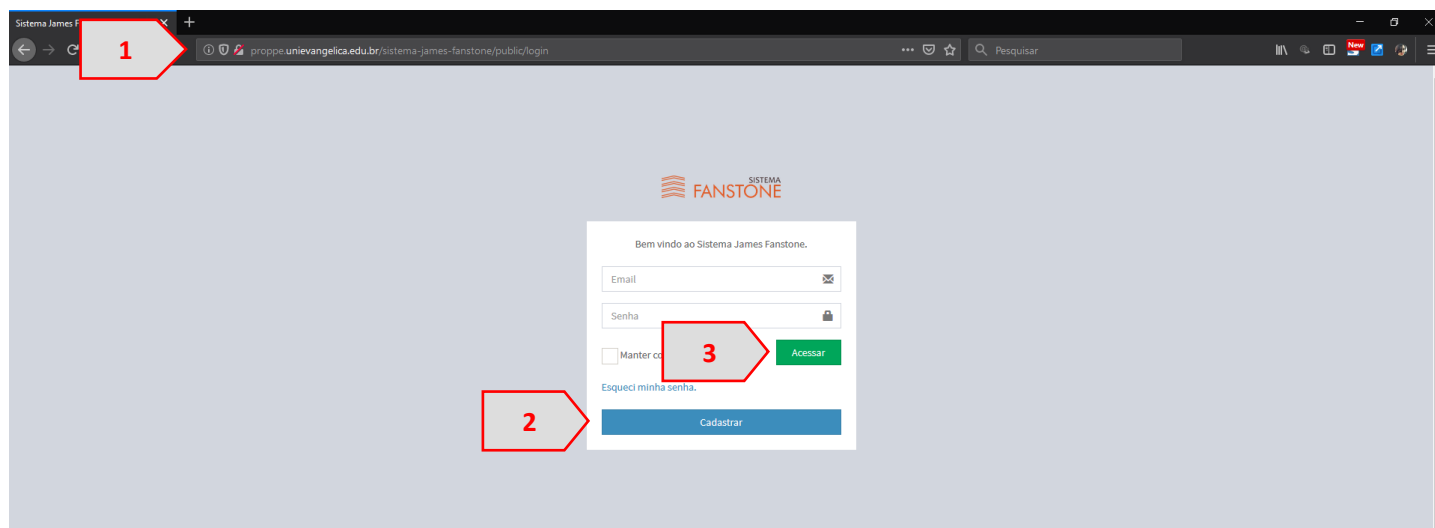 Sistema James F
1
proppe.unievangelica.edu.br/sistema-james-fanstone/public/login
Pesquisar
New
SISTEMA
FANSTONE
Bem vindo ao Sistema James Fanstone.
Email
Senha
Manter co
3
Acessar
Esqueci minha senha.
2
Cadastrar